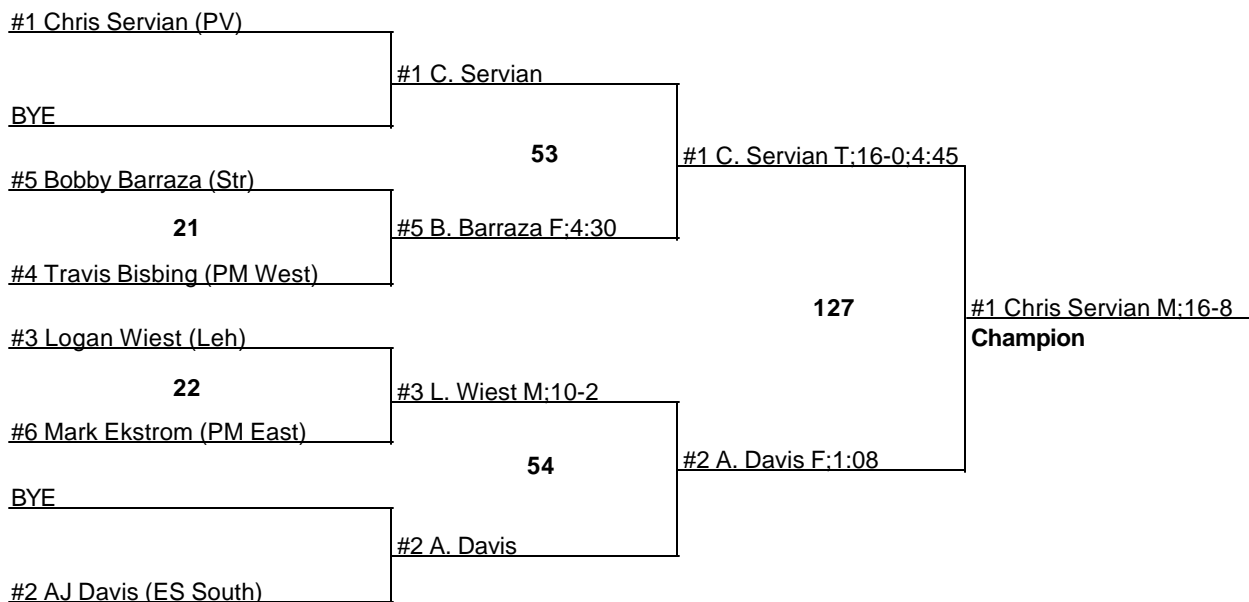 #1 Chris Servian (PV)
#1 C. Servian
BYE
53
#1 C. Servian T;16-0;4:45
#5 Bobby Barraza (Str)
21
#5 B. Barraza F;4:30
#4 Travis Bisbing (PM West)
127
#1 Chris Servian M;16-8
Champion
#3 Logan Wiest (Leh)
22
#3 L. Wiest M;10-2
#6 Mark Ekstrom (PM East)
54
#2 A. Davis F;1:08
BYE
#2 A. Davis
#2 AJ Davis (ES South)